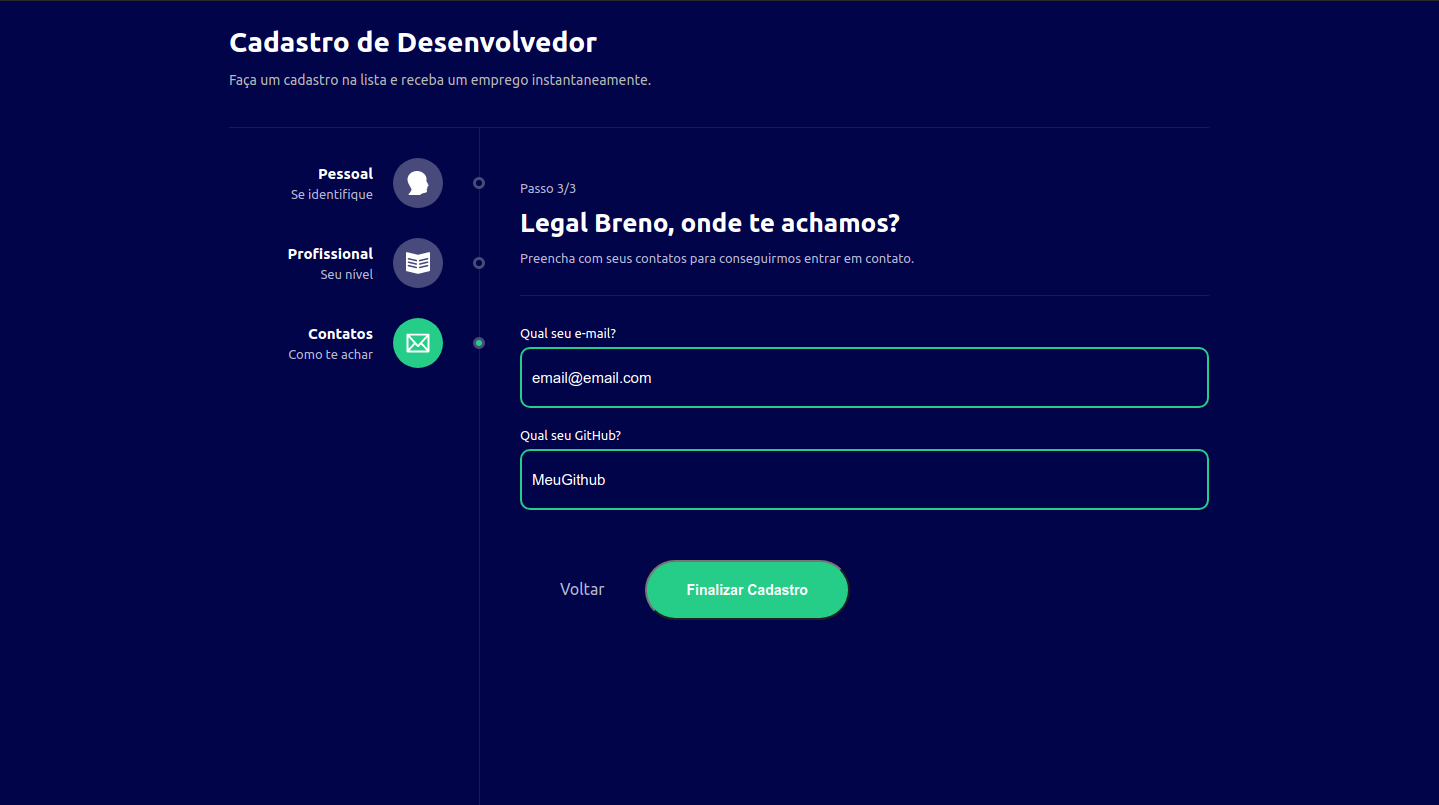 Cadastro de Desenvolvedor
Faça um cadastro na lista e receba um emprego instantaneamente.
Pessoal
Se identifique
Profissional
Seu nível
Contatos
Como te achar
Passo 3/3
Legal Breno, onde te achamos?
Preencha com seus contatos para conseguirmos entrar em contato.
Qual seu e-mail?
email@email.com
Qual seu GitHub?
MeuGithub
Voltar
Finalizar Cadastro